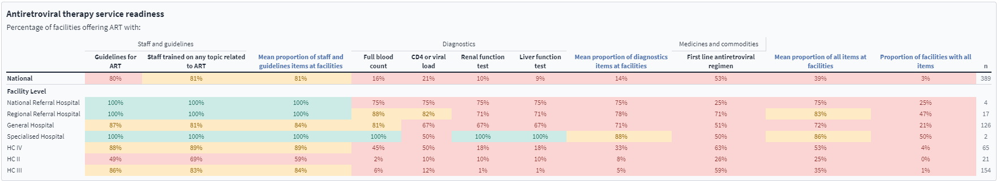 Antiretroviral therapy service readiness
Percentage of facilities offering ART with:
Staff and guidelines Diagnostics Medicines and commodities
Guidelines for Staff trained on any topic related Mean proportion of staff and Full blood CD4 or viral Renal function Liver function Mean proportion of diagnostics First line antiretroviral Mean proportion of all items at Proportion of facilities with all
ART to ART guidelines items at facilities count load test test items at facilities regimen facilities items n
National 80% 81% 81% 16% 21% 10% 9% 14% 53% 39% 3% 389
Facility Level
National Referral Hospital 100% 100% 100% 75% 75% 75% 75% 75% 25% 75% 25% 4
Regional Referral Hospital 100% 100% 100% 88% 82% 71% 71% 78% 71% 83% 47% 17
General Hospital 87% 81% 84% 81% 67% 67% 67% 71% 51% 72% 21% 126
Specialised Hospital 100% 100% 100% 100% 50% 100% 100% 88% 50% 86% 50% 2
HC IV 88% 89% 89% 45% 50% 18% 18% 33% 63% 53% 4% 65
HC II 49% 69% 59% 2% 10% 10% 10% 8% 26% 25% 0% 21
HC III 86% 83% 84% 6% 12% 1% 1% 5% 59% 35% 1% 154